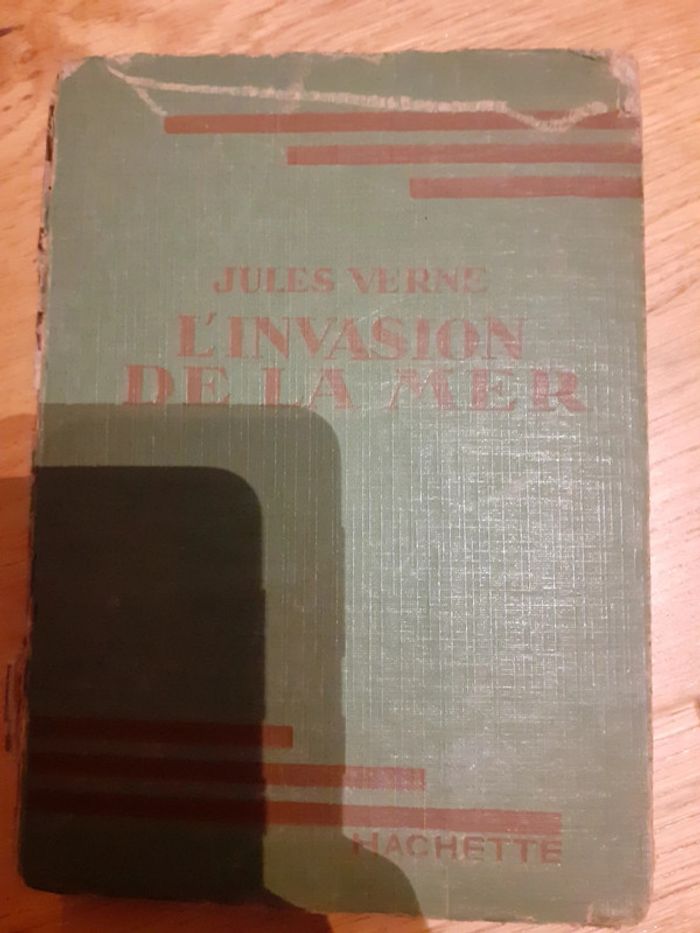 JULES VERNE
L'INVASION
DE LA MER
HACHETTE